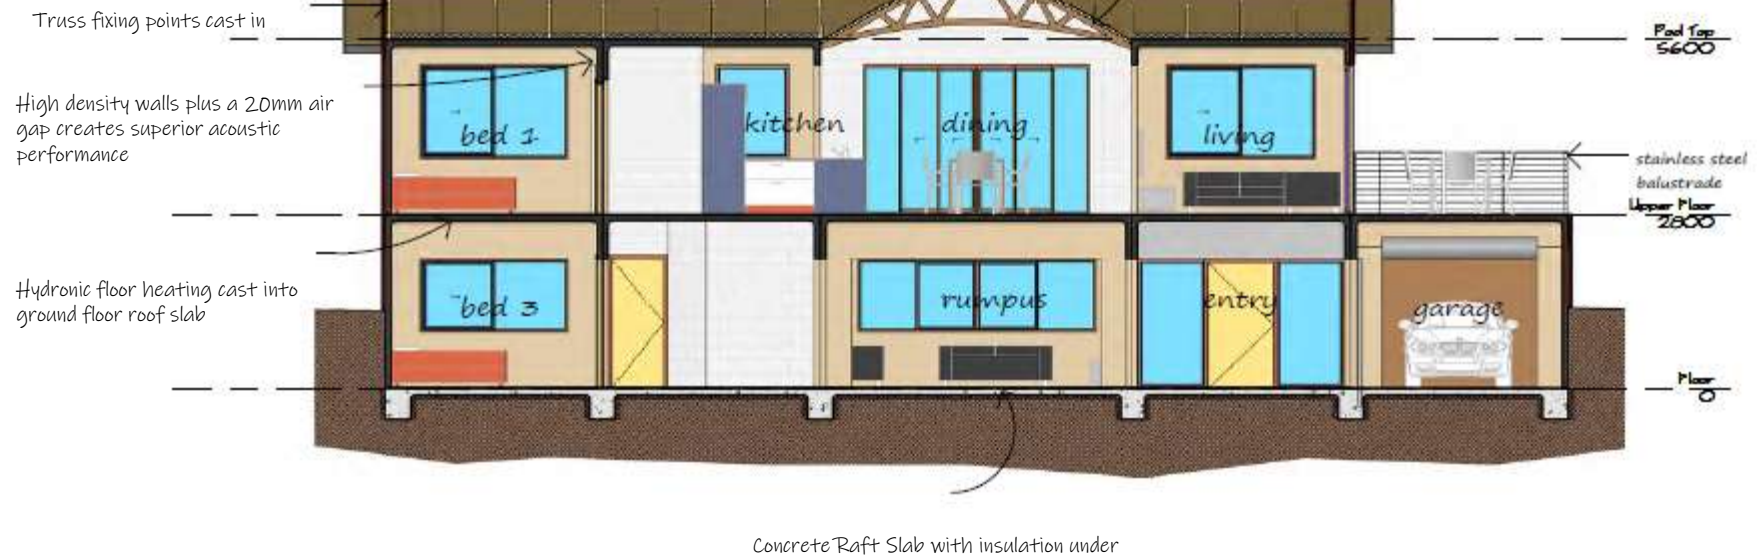 Truss fixing points cast in
Pad Top
5600
High density walls plus a 20mm air
gap creates superior acoustic
performance
bed 1
kitchen
dining
living
stainless steel
balustrade
Upper Floor
2800
Hydronic floor heating cast into
ground floor roof slab
bed 3
rumpus
entry
garage
Floor
0
Concrete Raft Slab with insulation under